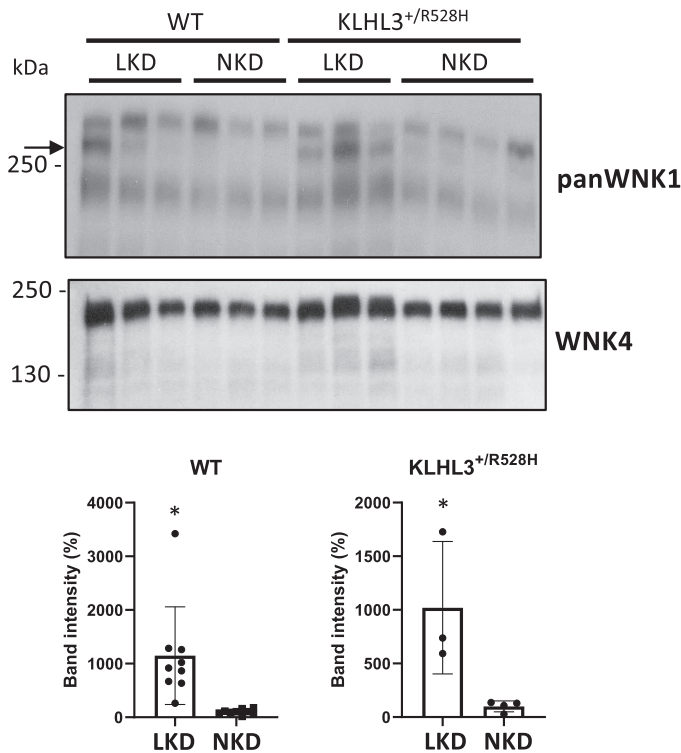 WT KLHL3+/R528H
kDa LKD NKD LKD NKD
250 -
panWNK1
250 -
WNK4
130 -
WT
Band intensity (%)
4000
3000
2000
1000
0
*
LKD NKD
KLHL3+/R528H
Band intensity (%)
2000
1500
1000
500
0
*
LKD NKD